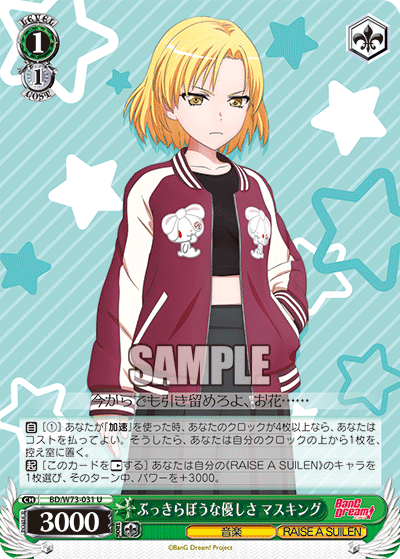 LEVEL
1
1
COST
SAMPLE
今からでも引き留めろよ、お花……
自 [①] あなたが「加速」を使った時、あなたのクロックが4枚以上なら、あなたは
コストを払ってよい。そうしたら、あなたは自分のクロックの上から1枚を、
控え室に置く。
起 [このカードを する] あなたは自分の《RAISE A SUILEN》のキャラを
1枚選び、そのターン中、パワーを+3000。
CH BD/W73-031 U
3000
ぶっきらぼうな優しさ マスキング
BanG Dream!
音楽
RAISE A SUILEN
©BanG Dream! Project